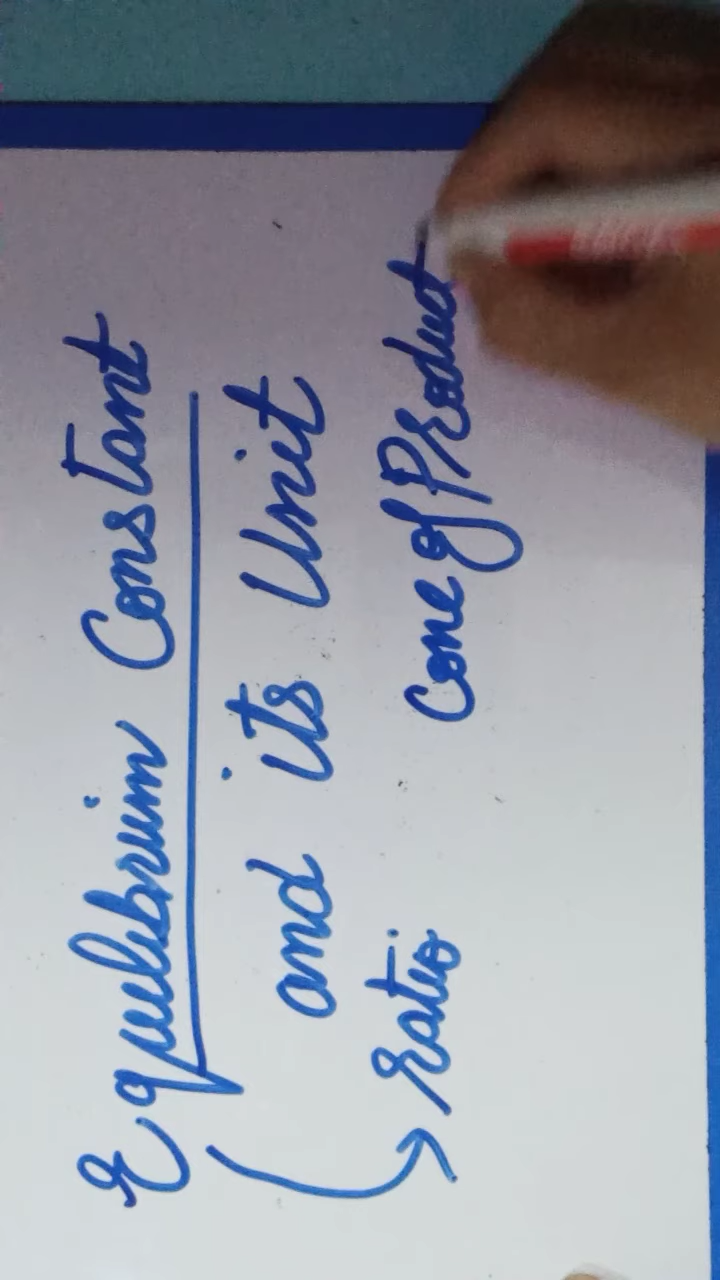 Equilibrium Constant
and its Unit
ratio Conc of Product